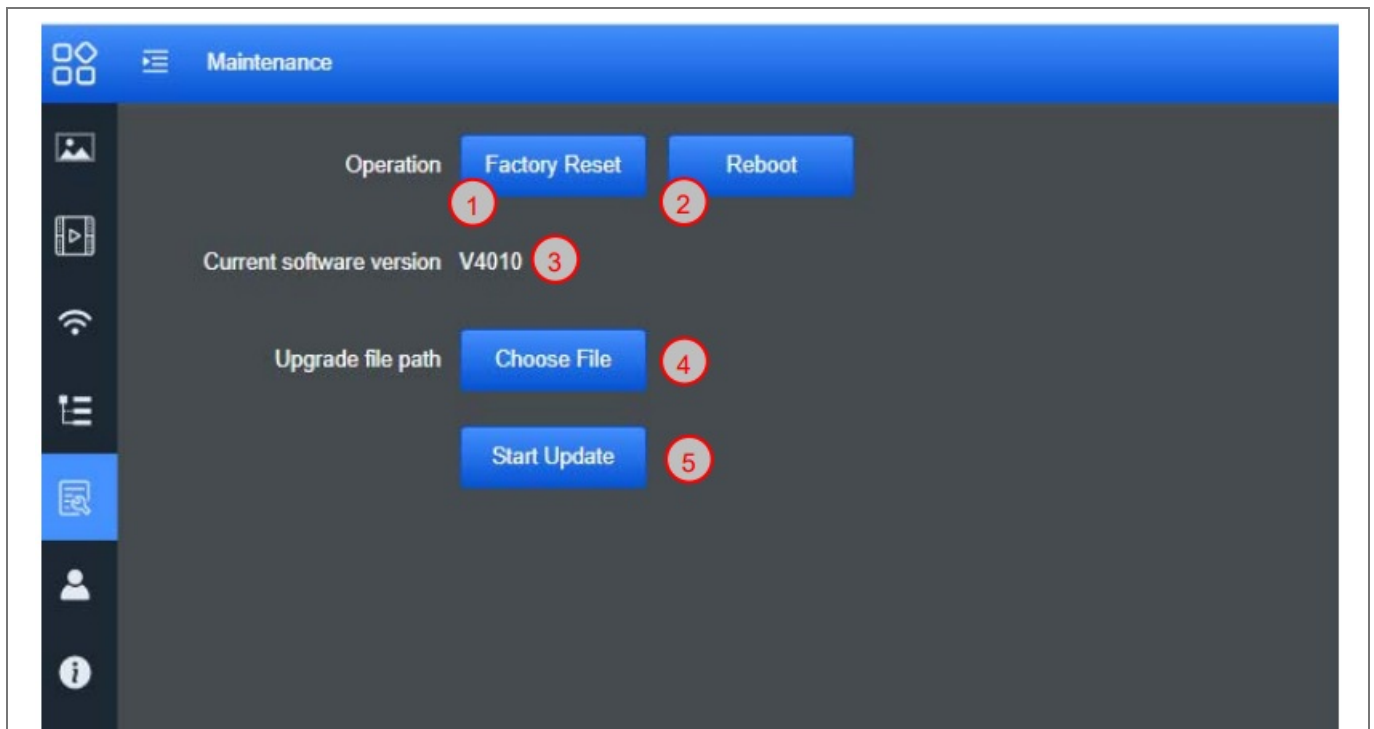 Maintenance
Operation Factory Reset Reboot
1 2
Current software version V4010 3
Upgrade file path Choose File 4
Start Update 5